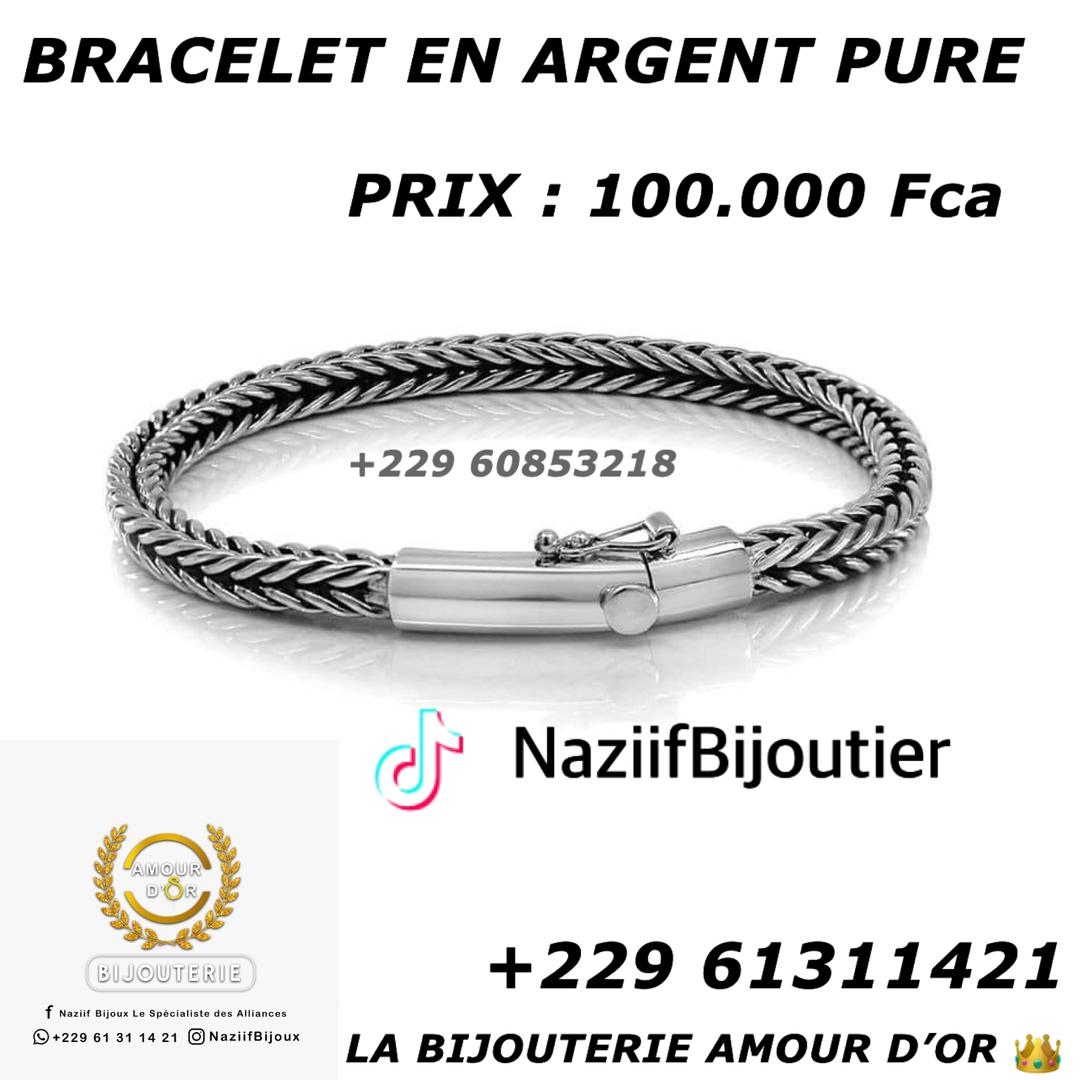 BRACELET EN ARGENT PURE
PRIX : 100.000 Fca
+229 60853218
NaziifBijoutier
AMOUR
D'OR
BIJOUTERIE
Naziif Bijoux Le Spécialiste des Alliances
+229 61 31 14 21 NaziifBijoux
+229 61311421
LA BIJOUTERIE AMOUR D’OR 👑